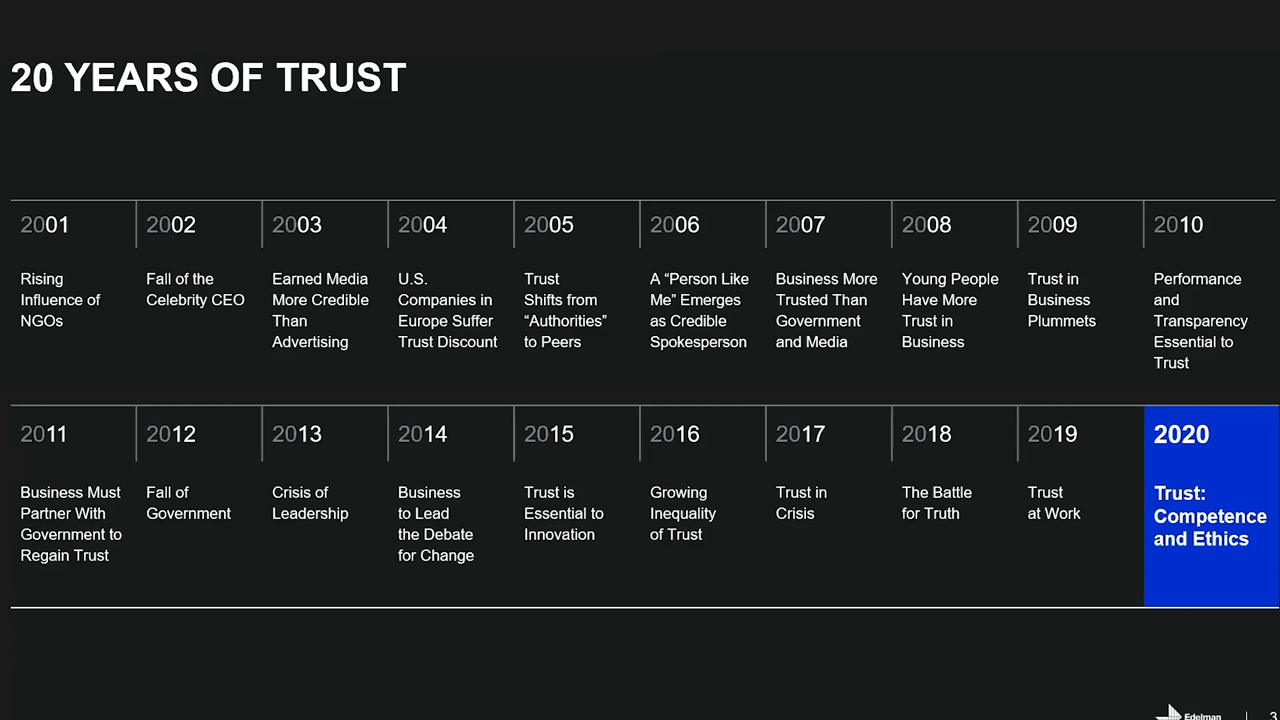 20 YEARS OF TRUST
2001
Rising
Influence of
NGOs
2002
Fall of the
Celebrity CEO
2003
Earned Media
More Credible
Than
Advertising
2004
U.S.
Companies in
Europe Suffer
Trust Discount
2005
Trust
Shifts from
“Authorities”
to Peers
2006
A “Person Like
Me” Emerges
as Credible
Spokesperson
2007
Business More
Trusted Than
Government
and Media
2008
Young People
Have More
Trust in
Business
2009
Trust in
Business
Plummets
2010
Performance
and
Transparency
Essential to
Trust
2011
Business Must
Partner With
Government to
Regain Trust
2012
Fall of
Government
2013
Crisis of
Leadership
2014
Business
to Lead
the Debate
for Change
2015
Trust is
Essential to
Innovation
2016
Growing
Inequality
of Trust
2017
Trust in
Crisis
2018
The Battle
for Truth
2019
Trust
at Work
2020
Trust:
Competence
and Ethics
Edelman | 3